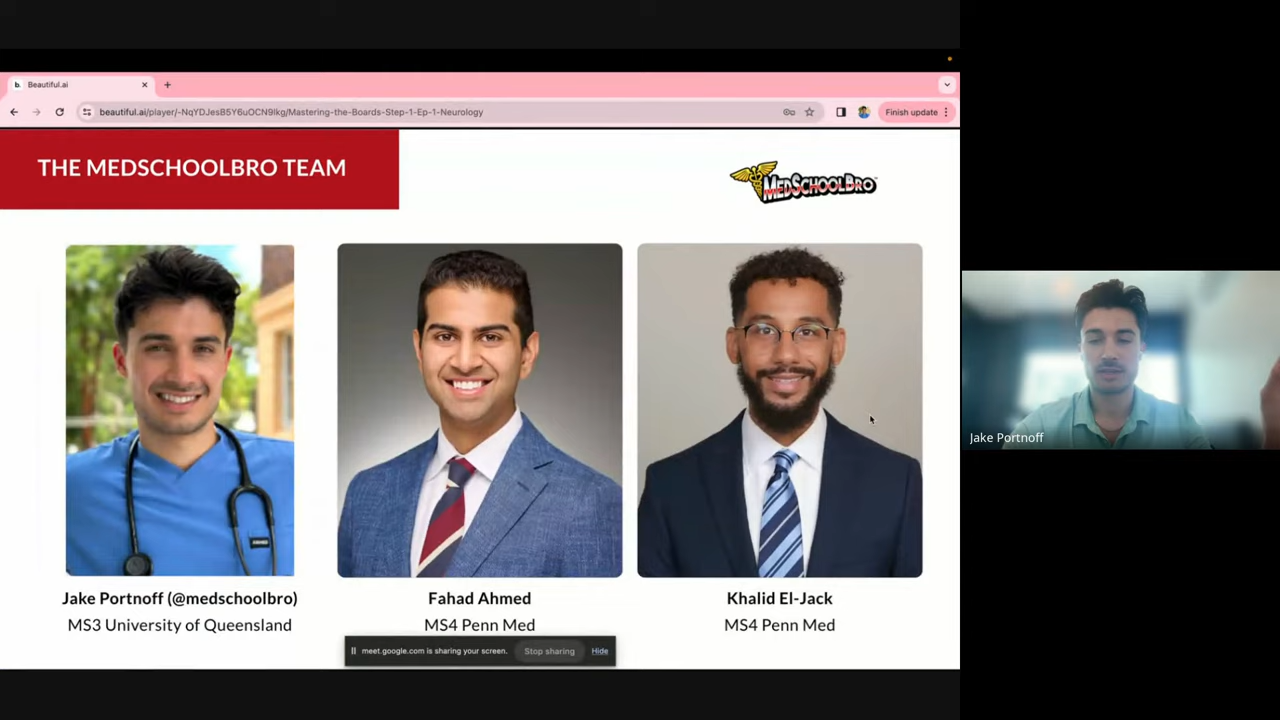 b. Beautiful.ai
beautiful.ai/player/-NqYDJesB5Y6uOCN9lkg/Mastering-the-Boards-Step-1-Ep-1-Neurology
Finish update
THE MEDSCHOOLBRO TEAM
MEDSCHOOLBRO
Jake Portnoff (@medschoolbro)
MS3 University of Queensland
Fahad Ahmed
MS4 Penn Med
Khalid El-Jack
MS4 Penn Med
meet.google.com is sharing your screen.
Stop sharing
Hide
Jake Portnoff